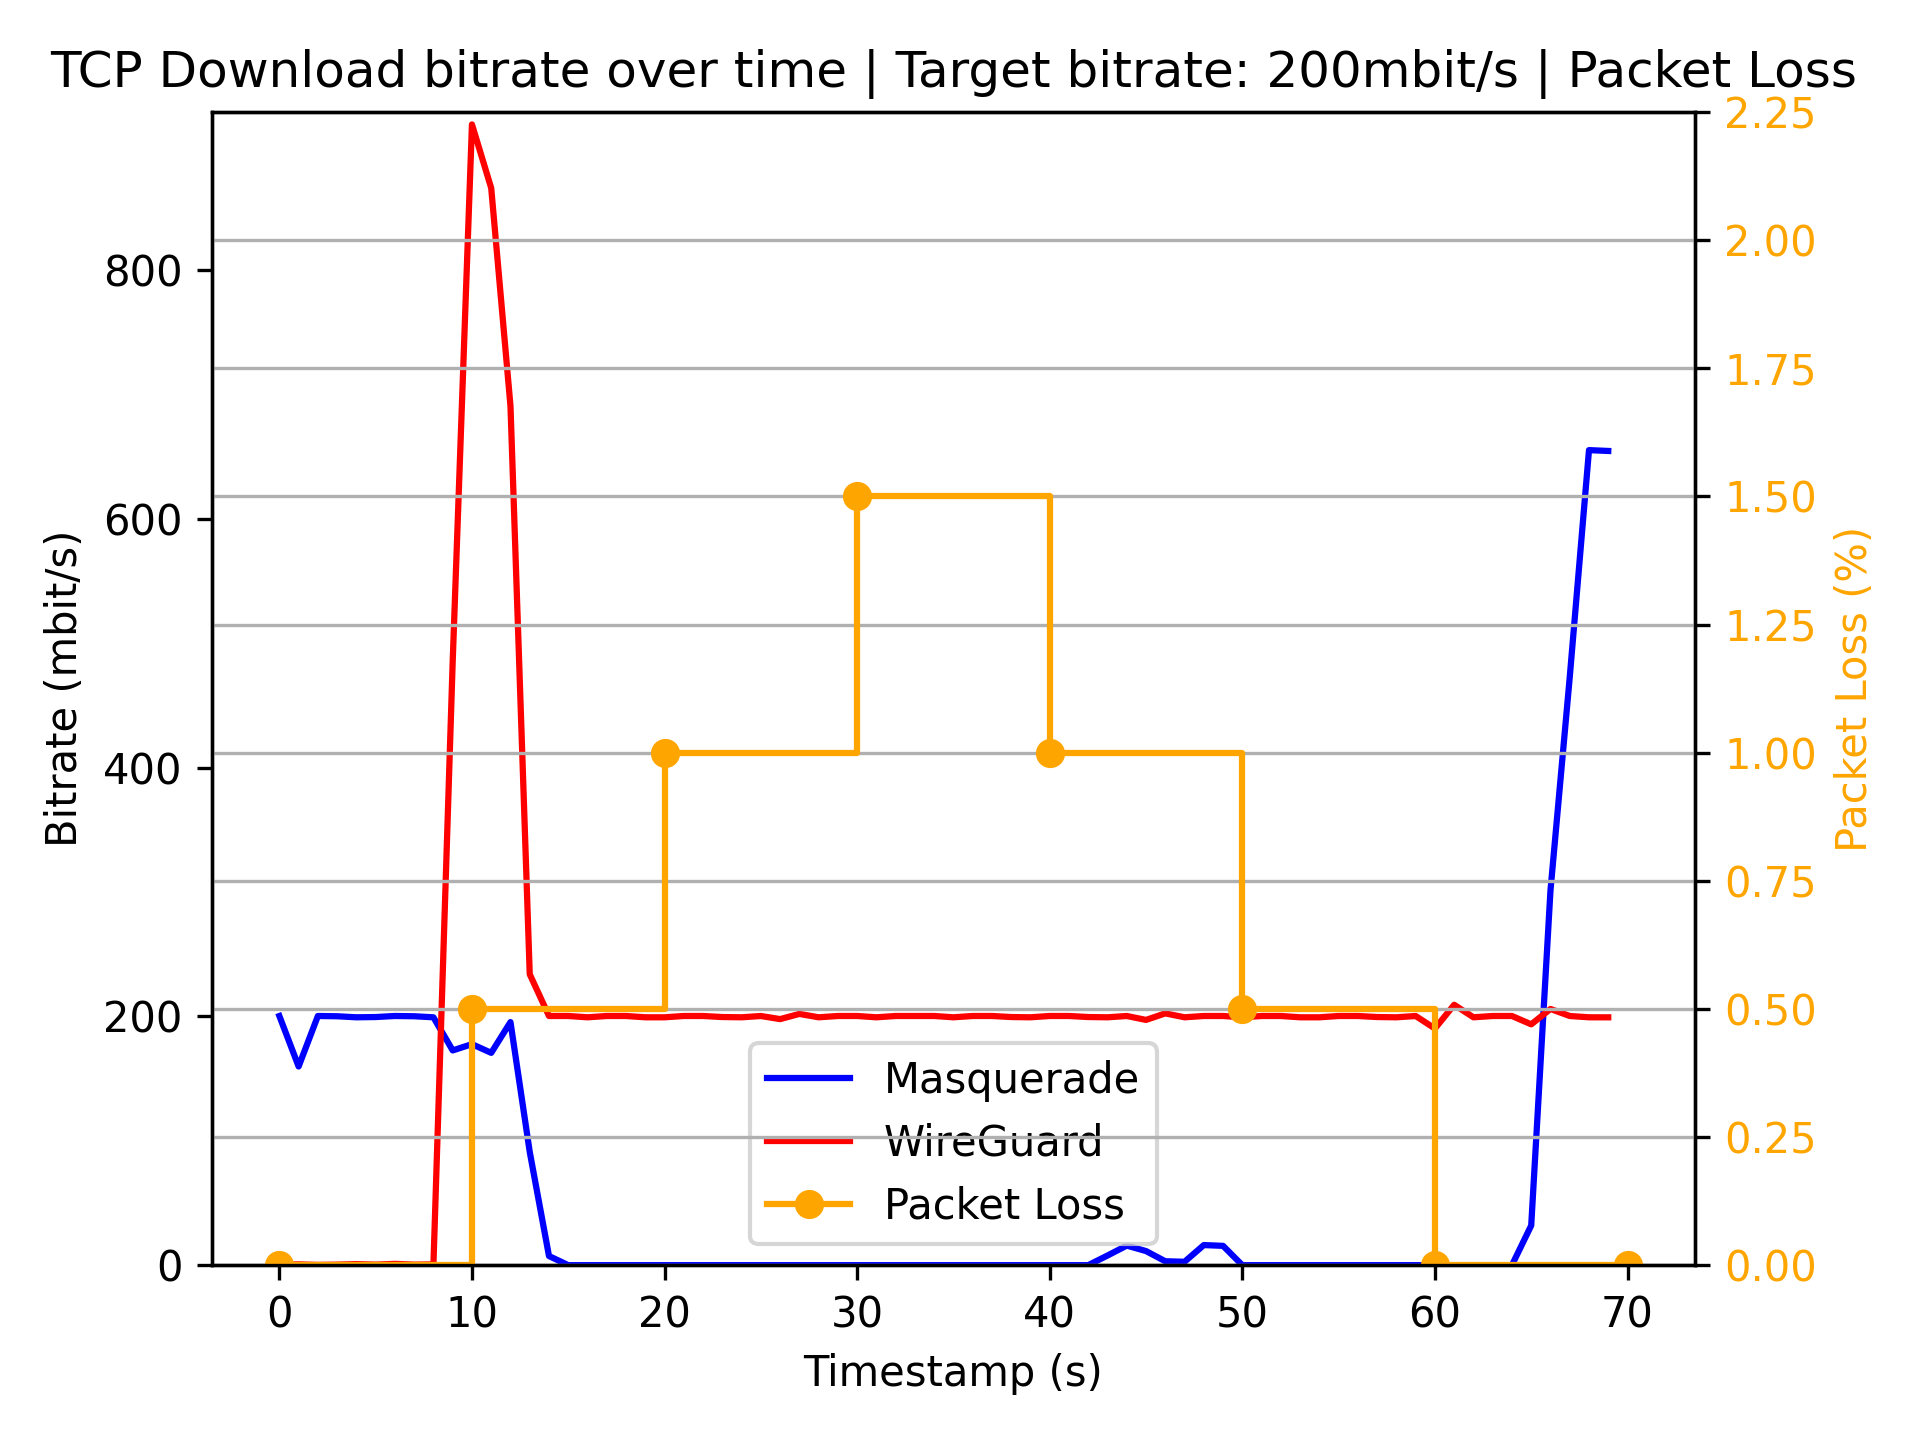 TCP Download bitrate over time | Target bitrate: 200mbit/s | Packet Loss
Bitrate (mbit/s)
800
600
400
200
0
2.25
2.00
1.75
1.50
1.25
1.00
0.75
0.50
0.25
0.00
Packet Loss (%)
Masquerade
WireGuard
Packet Loss
0 10 20 30 40 50 60 70
Timestamp (s)